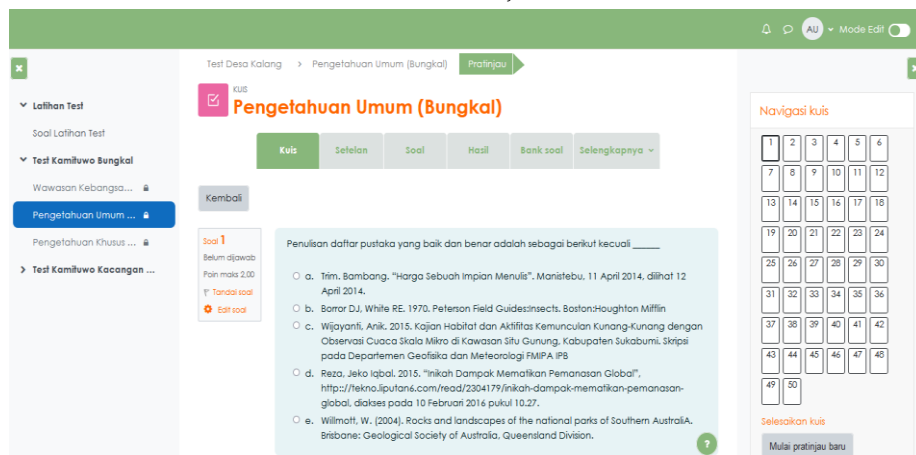 AU Mode Edit
Test Desa Kalang > Pengetahuan Umum (Bungkal) Pratinjau
KUIS
Pengetahuan Umum (Bungkal)
Kuis Setelan Soal Hasil Bank soal Selengkapnya
Kembali
Latihan Test
Soal Latihan Test
Test Kamituwo Bungkal
Wawasan Kebangsa...
Pengetahuan Umum ...
Pengetahuan Khusus ...
Test Kamituwo Kacangan ...
Soal 1
Belum dijawab
Poin maks 2,00
Tandai soal
Edit soal
Penulisan daftar pustaka yang baik dan benar adalah sebagai berikut kecuali _____
a. Trim. Bambang. "Harga Sebuah Impian Menulis". Manistebu, 11 April 2014, dilihat 12
April 2014.
b. Borror DJ, White RE. 1970. Peterson Field Guides:Insects. Boston:Houghton Mifflin
c. Wijayanti, Anik. 2015. Kajian Habitat dan Aktifitas Kemunculan Kunang-Kunang dengan
Observasi Cuaca Skala Mikro di Kawasan Situ Gunung, Kabupaten Sukabumi. Skripsi
pada Departemen Geofisika dan Meteorologi FMIPA IPB
d. Reza, Jeko Iqbal. 2015. "Inikah Dampak Mematikan Pemanasan Global",
http:://tekno.liputan6.com/read/2304179/inikah-dampak-mematikan-pemanasan-
global, diakses pada 10 Februari 2016 pukul 10.27.
e. Willmott, W. (2004). Rocks and landscapes of the national parks of Southern AustraliA.
Brisbane: Geological Society of Australia, Queensland Division.
?
Navigasi kuis
1 2 3 4 5 6
7 8 9 10 11 12
13 14 15 16 17 18
19 20 21 22 23 24
25 26 27 28 29 30
31 32 33 34 35 36
37 38 39 40 41 42
43 44 45 46 47 48
49 50
Selesaikan kuis
Mulai pratinjau baru